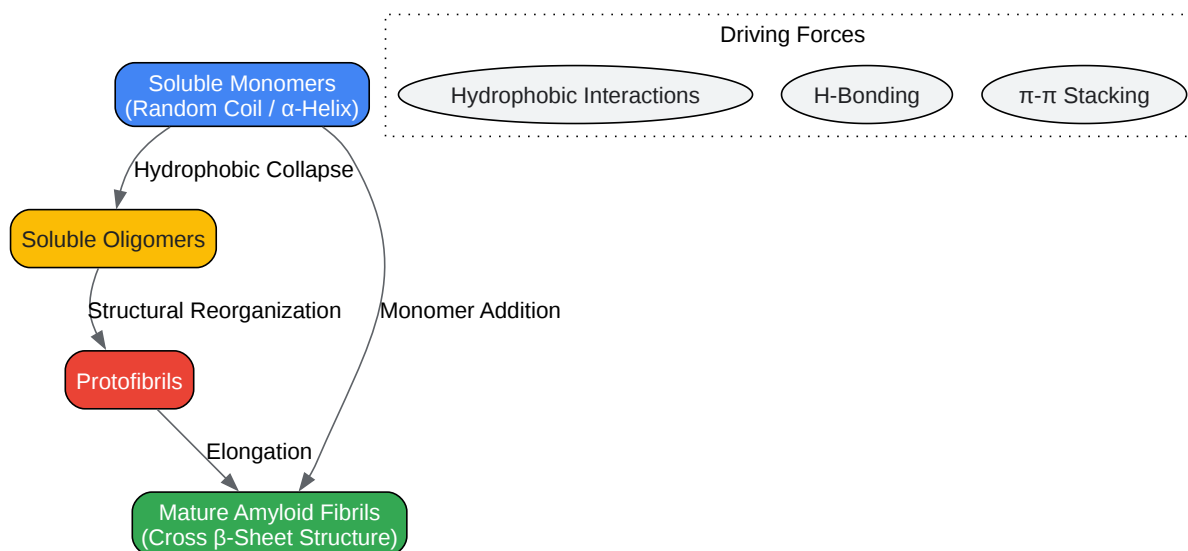 Driving Forces
Soluble Monomers
(Random Coil / α-Helix)
Hydrophobic Interactions
H-Bonding
π-π Stacking
Hydrophobic Collapse
Soluble Oligomers
Structural Reorganization
Monomer Addition
Protofibrils
Elongation
Mature Amyloid Fibrils
(Cross β-Sheet Structure)